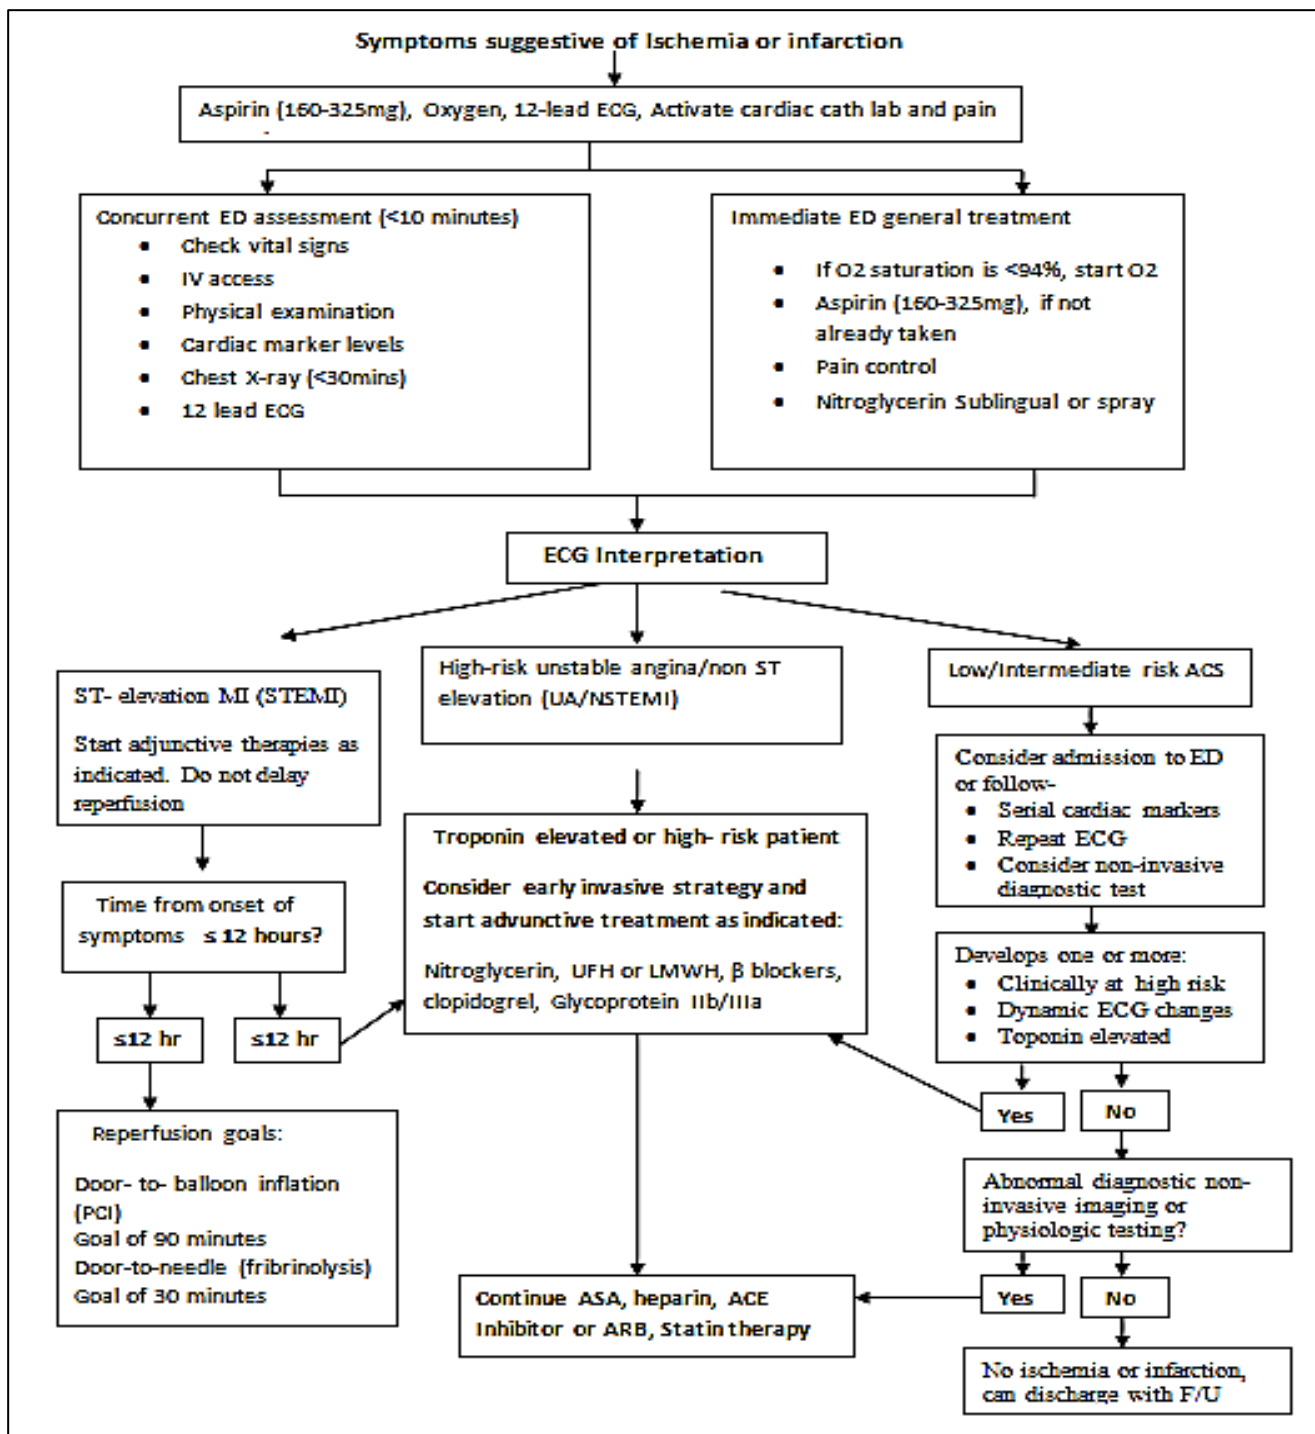 Symptoms suggestive of Ischemia or infarction
Aspirin (160-325mg), Oxygen, 12-lead ECG, Activate cardiac cath lab and pain
Concurrent ED assessment (<10 minutes)
• Check vital signs
• IV access
• Physical examination
• Cardiac marker levels
• Chest X-ray (<30mins)
• 12 lead ECG
Immediate ED general treatment
• If O2 saturation is <94%, start O2
• Aspirin (160-325mg), if not
already taken
• Pain control
• Nitroglycerin Sublingual or spray
ECG Interpretation
ST- elevation MI (STEMI)
Start adjunctive therapies as
indicated. Do not delay
reperfusion
Time from onset of
symptoms ≤ 12 hours?
≤12 hr
≤12 hr
Reperfusion goals:
Door- to- balloon inflation
(PCI)
Goal of 90 minutes
Door-to-needle (fribrinolysis)
Goal of 30 minutes
High-risk unstable angina/non ST
elevation (UA/NSTEMI)
Troponin elevated or high- risk patient
Consider early invasive strategy and
start advunctive treatment as indicated:
Nitroglycerin, UFH or LMWH, β blockers,
clopidogrel, Glycoprotein IIb/IIIa
Continue ASA, heparin, ACE
Inhibitor or ARB, Statin therapy
Low/Intermediate risk ACS
Consider admission to ED
or follow-
• Serial cardiac markers
• Repeat ECG
• Consider non-invasive
diagnostic test
Develops one or more:
• Clinically at high risk
• Dynamic ECG changes
• Toponin elevated
Yes
No
Abnormal diagnostic non-
invasive imaging or
physiologic testing?
Yes
No
No ischemia or infarction,
can discharge with F/U